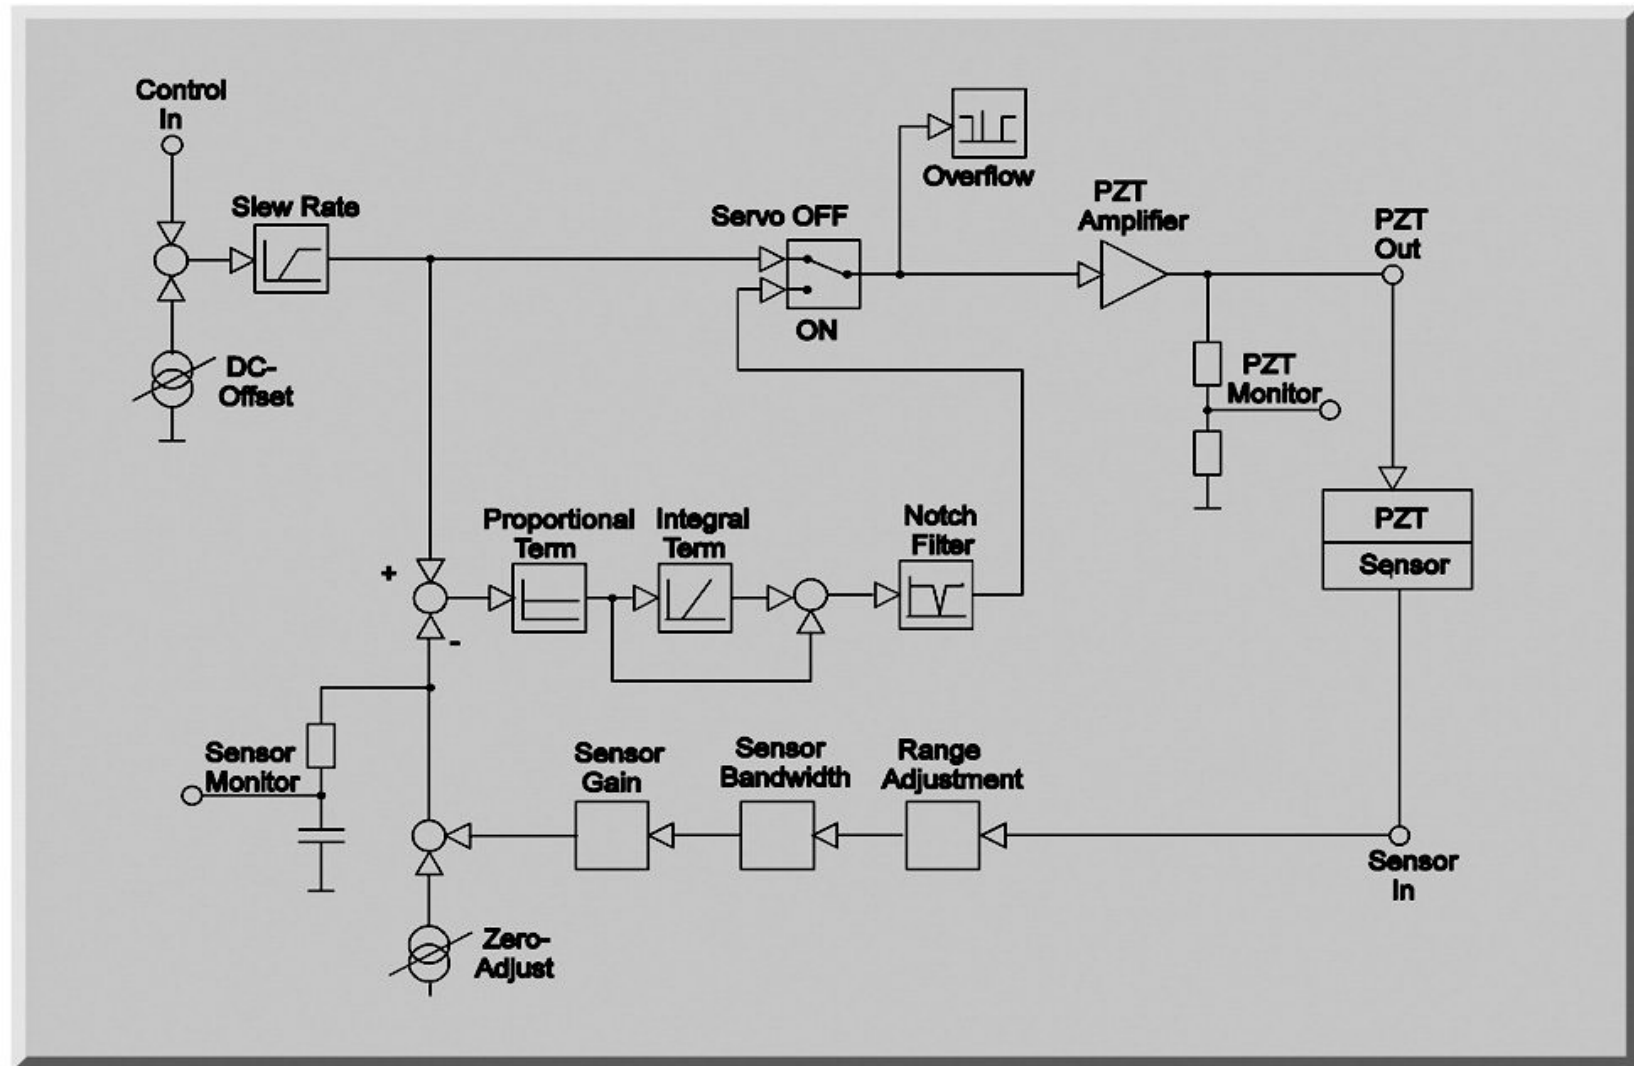 Control
In
Slew Rate
DC-
Offset
Servo OFF
ON
Overflow
PZT
Amplifier
PZT
Out
PZT
Monitor
PZT
Sensor
Proportional
Term
Integral
Term
Notch
Filter
+
-
Sensor
Monitor
Sensor
Gain
Sensor
Bandwidth
Range
Adjustment
Sensor
In
Zero-
Adjust